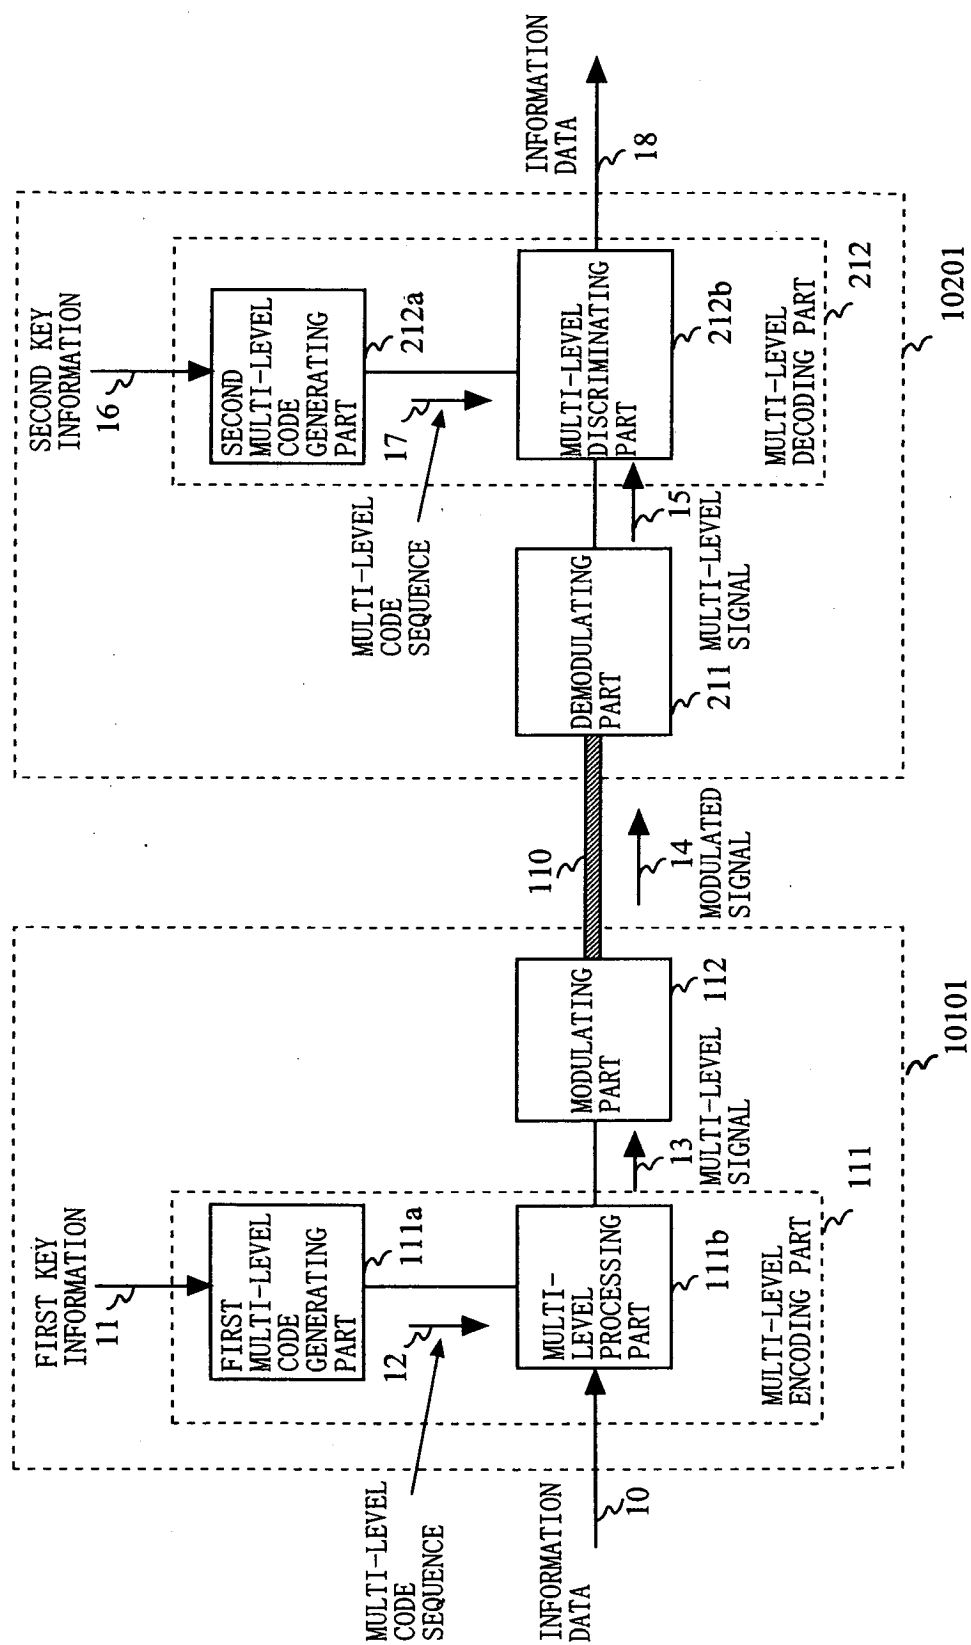 FIRST KEY
INFORMATION
11
FIRST
MULTI-LEVEL
CODE
GENERATING
PART
111a
12
MULTI-LEVEL
CODE
SEQUENCE
INFORMATION
DATA
10
MULTI-
LEVEL
PROCESSING
PART
111b
MULTI-LEVEL
ENCODING PART
111
13
MULTI-LEVEL
SIGNAL
MODULATING
PART
112
10101
110
14
MODULATED
SIGNAL
SECOND KEY
INFORMATION
16
SECOND
MULTI-LEVEL
CODE
GENERATING
PART
212a
17
MULTI-LEVEL
CODE
SEQUENCE
DEMODULATING
PART
211
15
MULTI-LEVEL
SIGNAL
MULTI-LEVEL
DISCRIMINATING
PART
212b
MULTI-LEVEL
DECODING PART
212
10201
INFORMATION
DATA
18